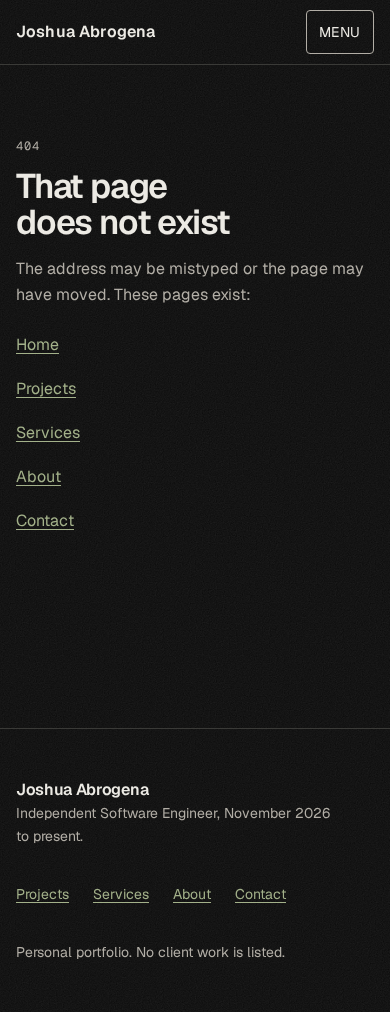 Joshua Abrogena
MENU
404
That page
does not exist
The address may be mistyped or the page may
have moved. These pages exist:
Home
Projects
Services
About
Contact
Joshua Abrogena
Independent Software Engineer, November 2026
to present.
Projects Services About Contact
Personal portfolio. No client work is listed.